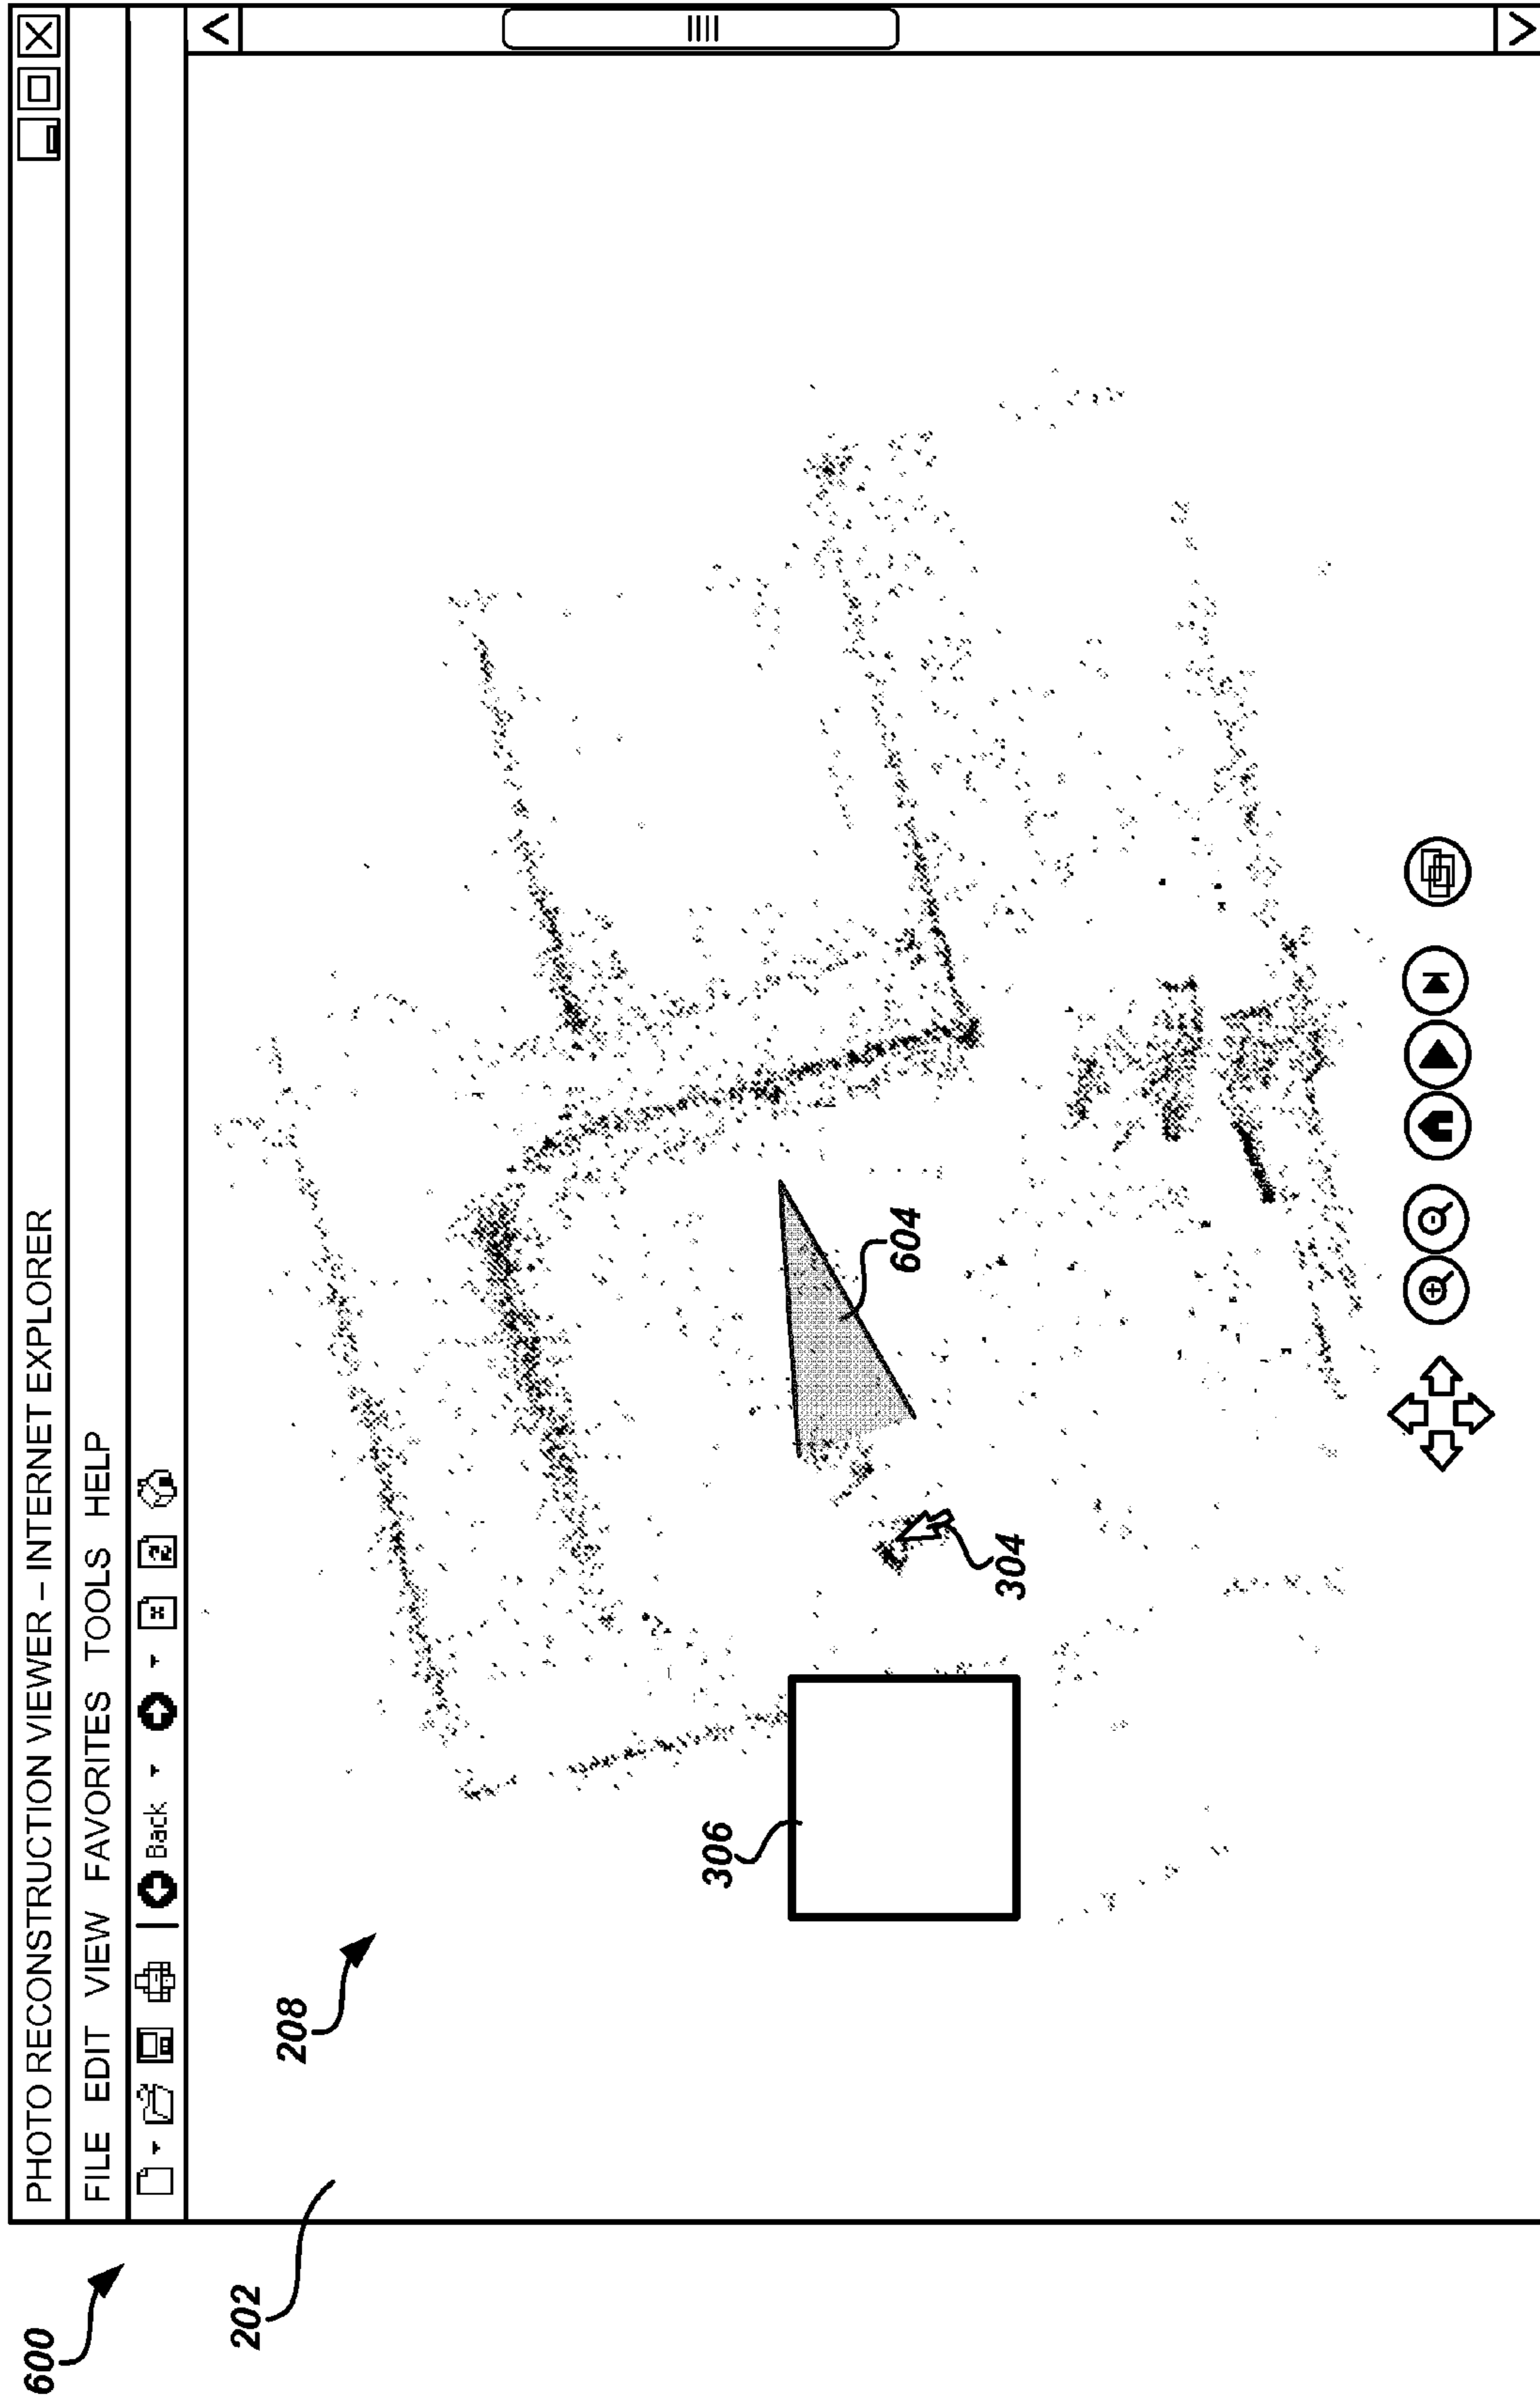 600
PHOTO RECONSTRUCTION VIEWER – INTERNET EXPLORER
FILE EDIT VIEW FAVORITES TOOLS HELP
Back
202
208
306
304
604